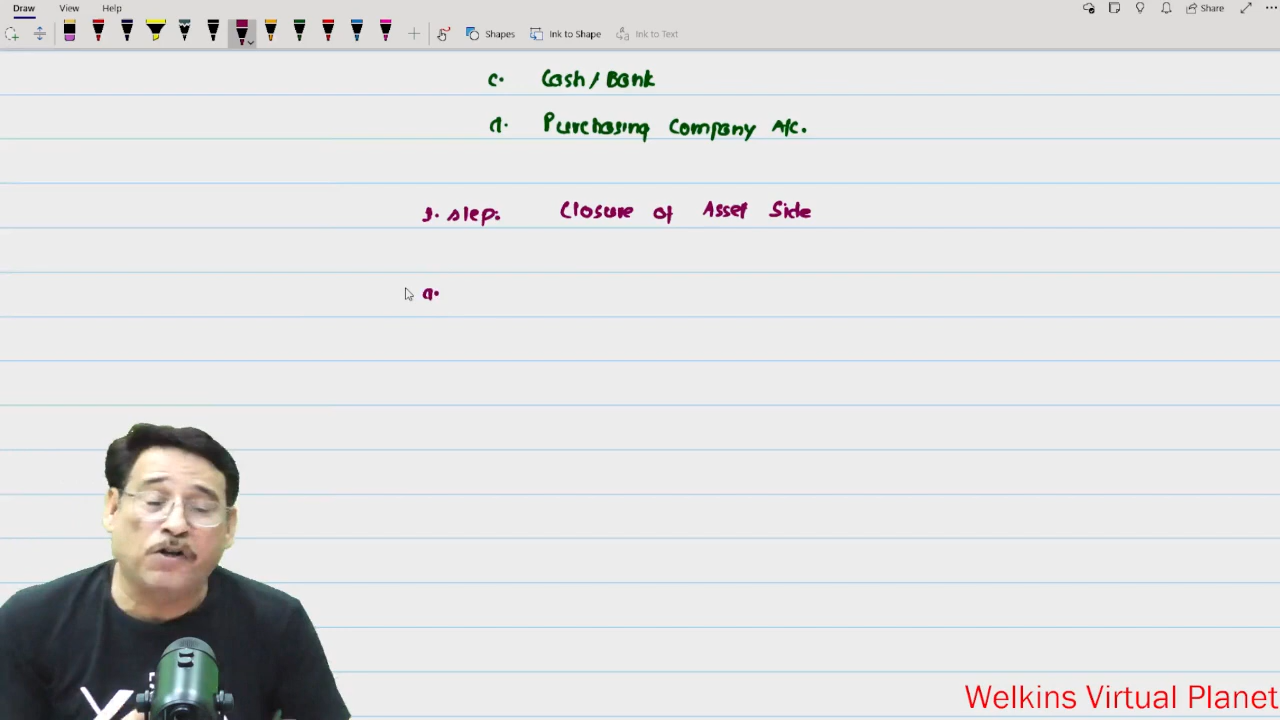 Draw View Help
Shapes Ink to Shape Ink to Text Share
c. Cash/Bank
d. Purchasing Company A/c.
step: Closure of Asset Side
a.
Welkins Virtual Planet